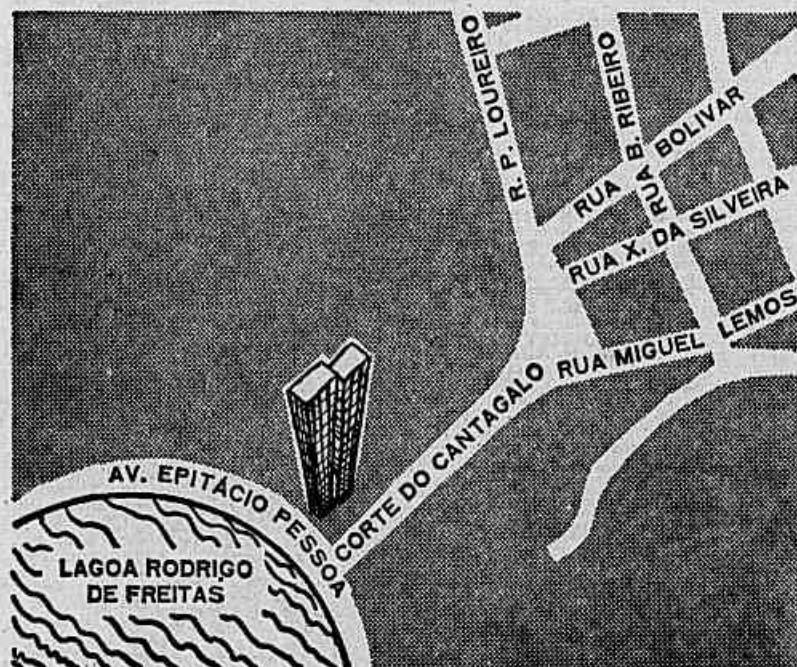 R. P. LOUREIRO
RUA B. RIBEIRO
RUA BOLIVAR
RUA X. DA SILVEIRA
RUA MIGUEL LEMOS
CORTE DO CANTAGALO
AV. EPITÁCIO PESSOA
LAGOA RODRIGO
DE FREITAS